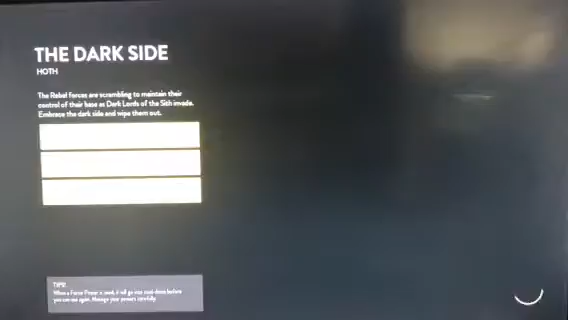 THE DARK SIDE
HOTH
The Rebel Forces are scrambling to maintain their
control of their base as Dark Lords of the Sith invade.
Embrace the dark side and wipe them out.
TIP!
When a Force Power is used, it will go into cool down before
you can use again. Manage your powers carefully.